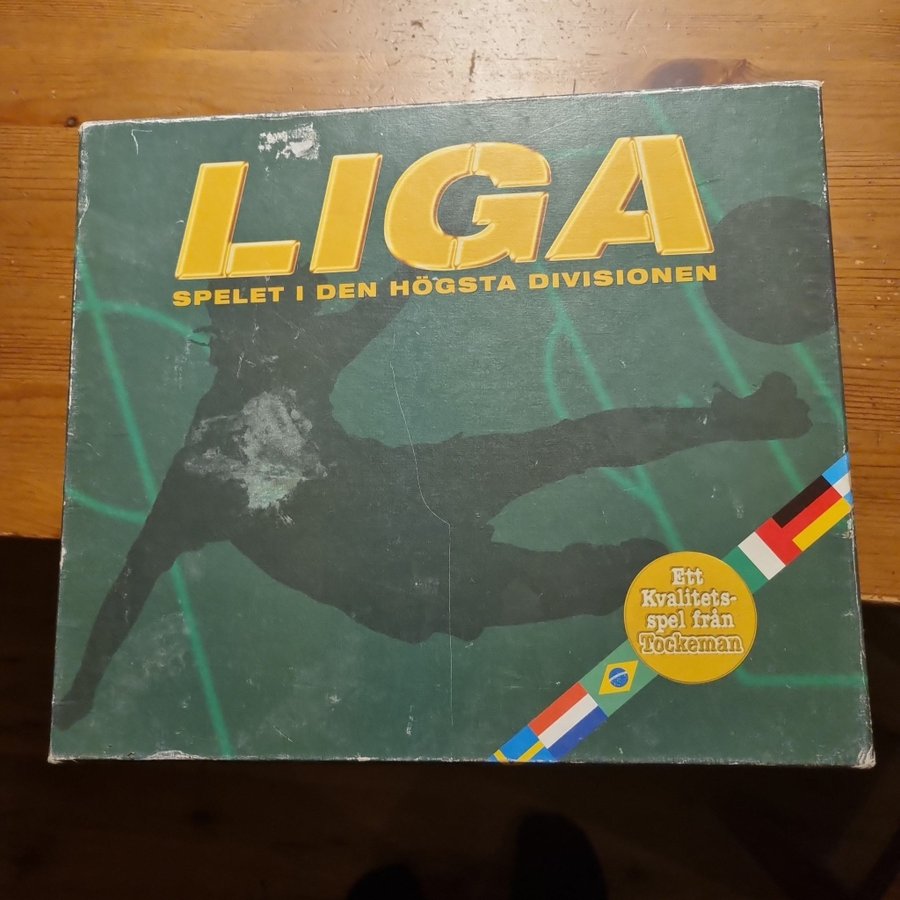 LIGA
SPELET I DEN HÖGSTA DIVISIONEN
Ett
Kvalitets-
spel från
Tockeman